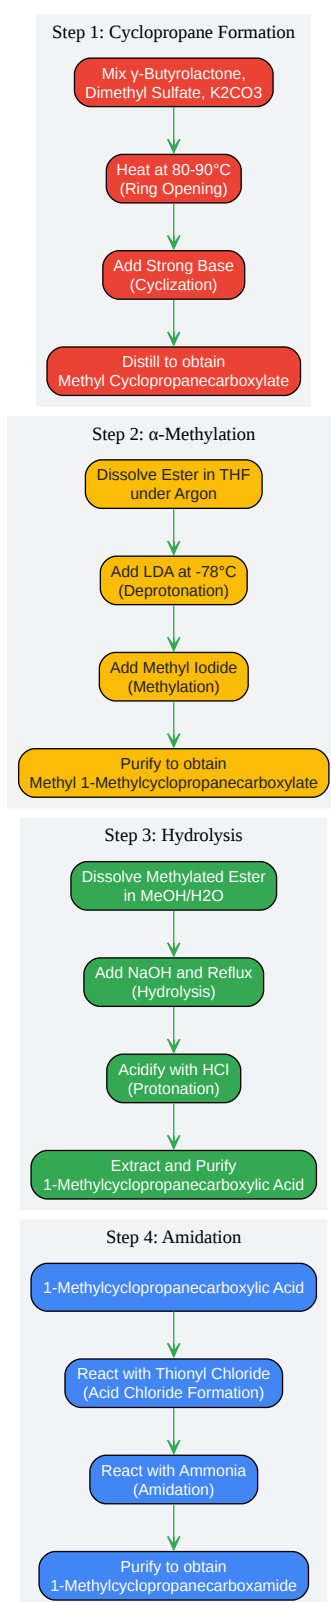 Step 1: Cyclopropane Formation
Mix γ-Butyrolactone,
Dimethyl Sulfate, K2CO3
Heat at 80-90°C
(Ring Opening)
Add Strong Base
(Cyclization)
Distill to obtain
Methyl Cyclopropanecarboxylate
Step 2: α-Methylation
Dissolve Ester in THF
under Argon
Add LDA at -78°C
(Deprotonation)
Add Methyl Iodide
(Methylation)
Purify to obtain
Methyl 1-Methylcyclopropanecarboxylate
Step 3: Hydrolysis
Dissolve Methylated Ester
in MeOH/H2O
Add NaOH and Reflux
(Hydrolysis)
Acidify with HCl
(Protonation)
Extract and Purify
1-Methylcyclopropanecarboxylic Acid
Step 4: Amidation
1-Methylcyclopropanecarboxylic Acid
React with Thionyl Chloride
(Acid Chloride Formation)
React with Ammonia
(Amidation)
Purify to obtain
1-Methylcyclopropanecarboxamide